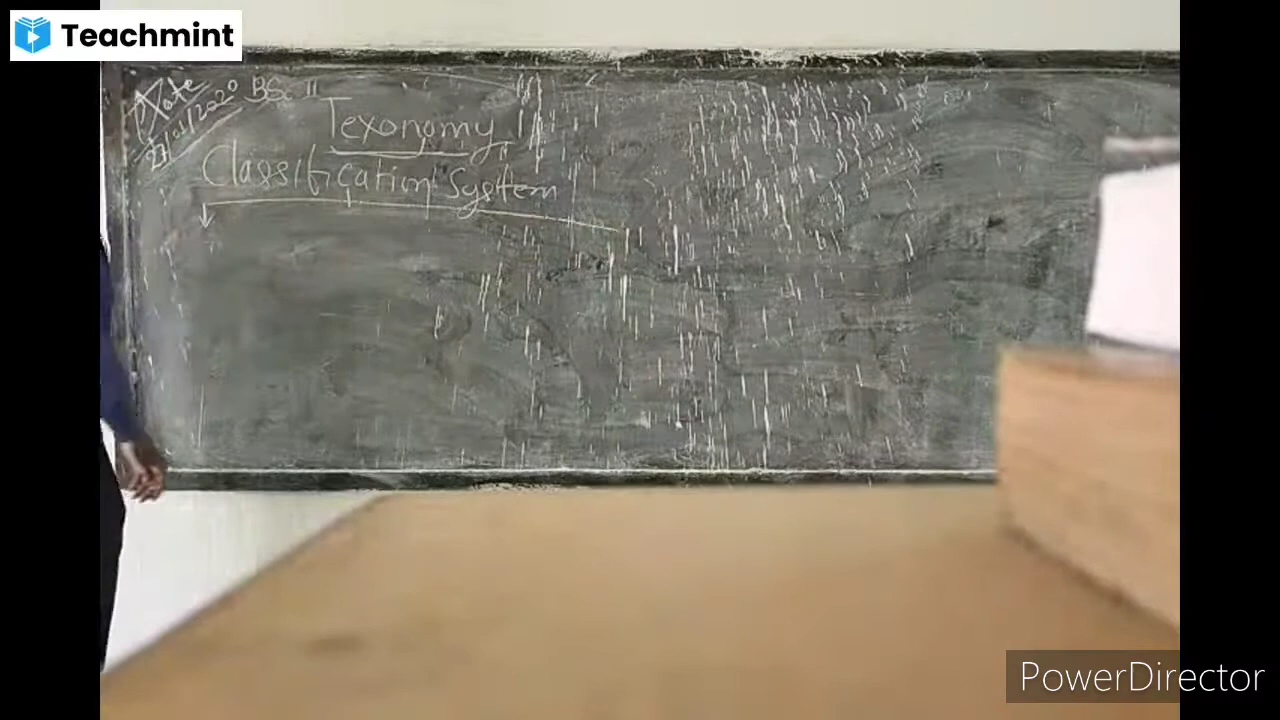 Teachmint
Date
BSc II
Texonomy
Classification System
PowerDirector